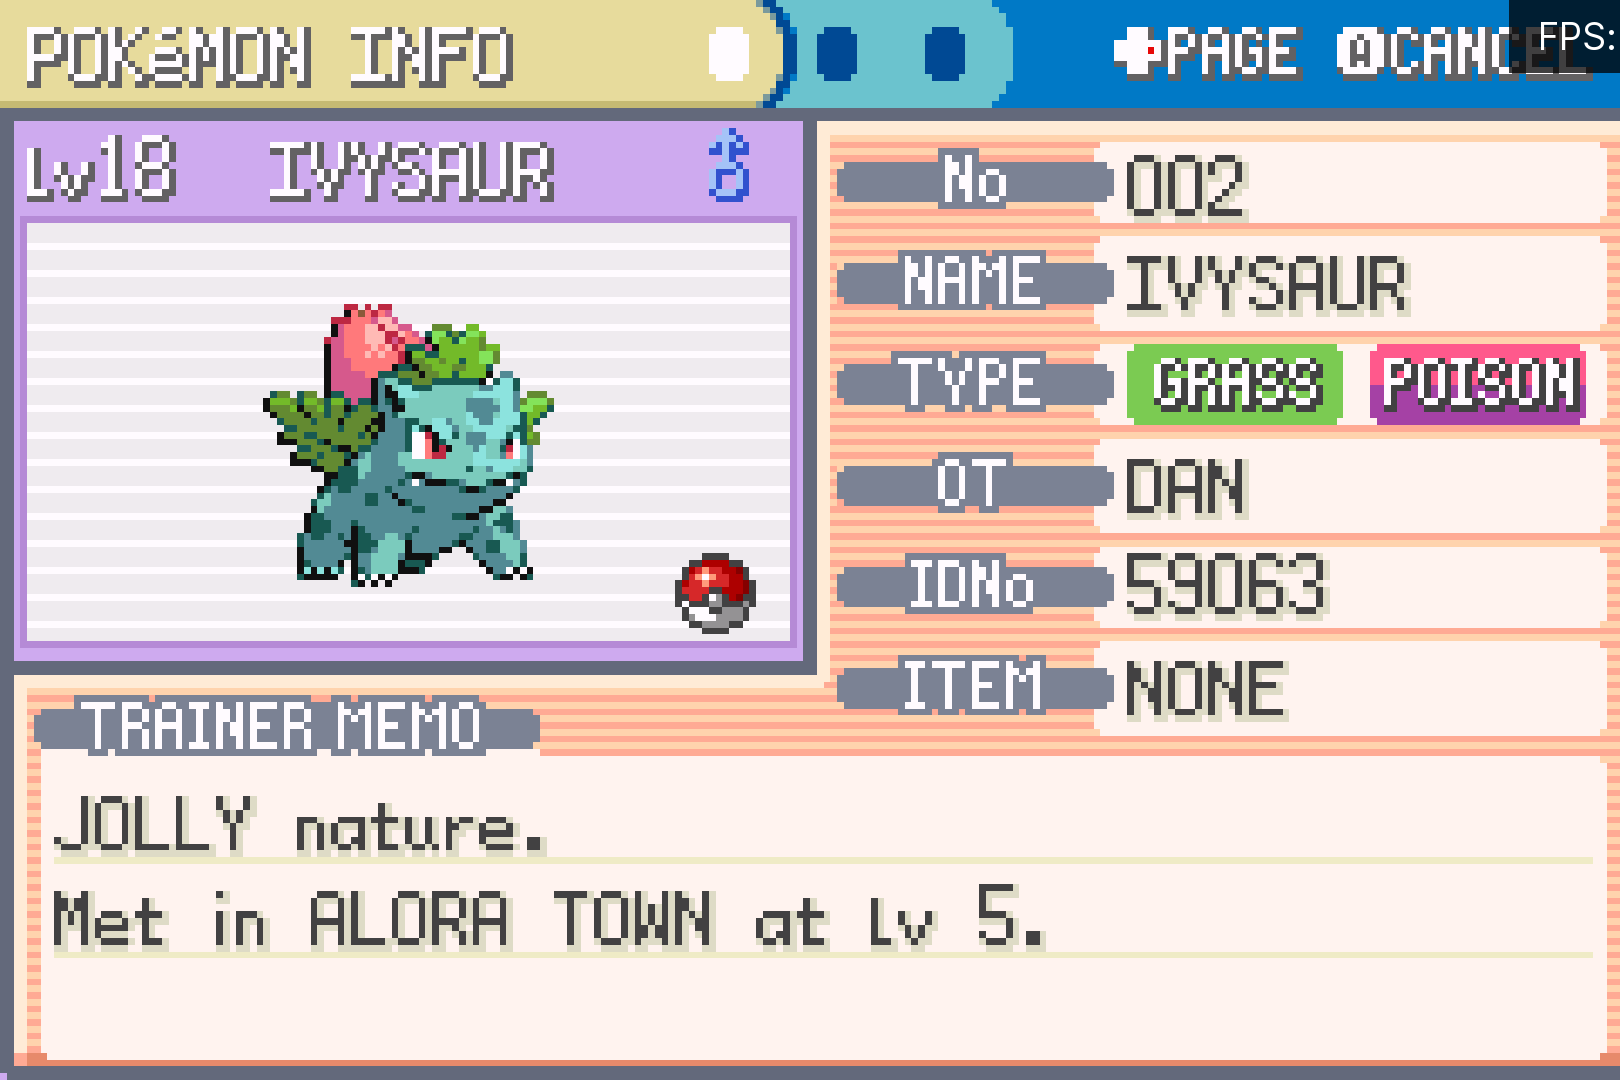 POKéMON INFO
PAGE
A CANCEL
FPS:
Lv18 IVYSAUR ♂
No 002
NAME IVYSAUR
TYPE GRASS POISON
OT DAN
IDNo 59063
ITEM NONE
TRAINER MEMO
JOLLY nature.
Met in ALORA TOWN at Lv 5.